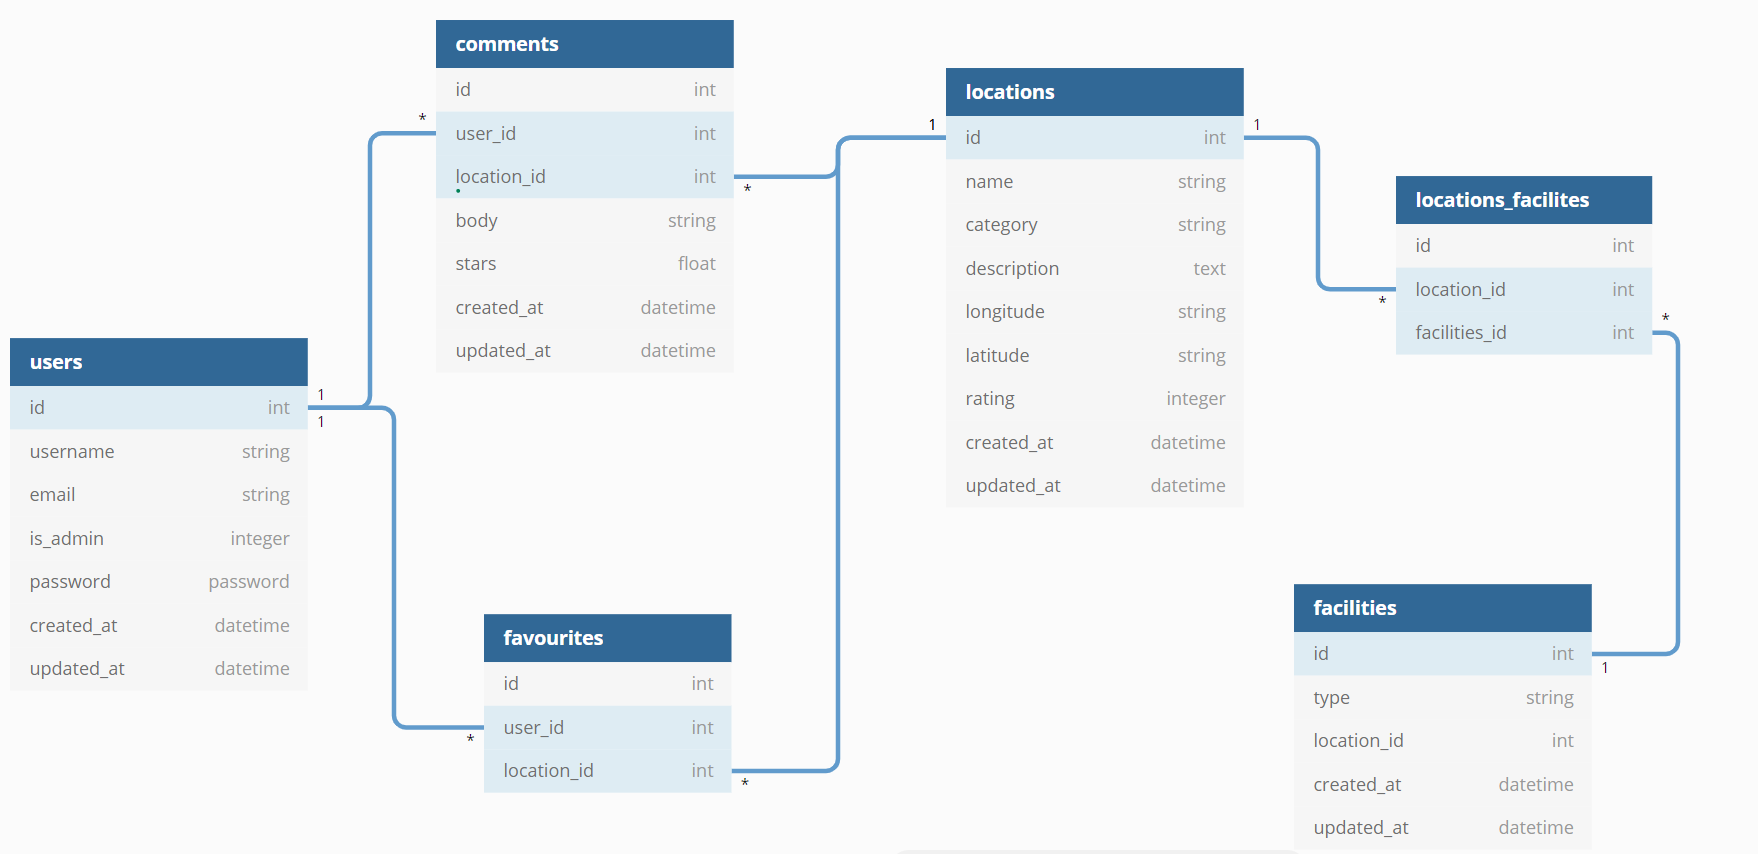 comments
id int
* user_id int
location_id int *
body string
stars float
created_at datetime
updated_at datetime
users
id int 1
1
username string
email string
is_admin integer
password password
created_at datetime
updated_at datetime
favourites
id int
user_id int
*
location_id int
*
locations
1 id int 1
name string
category string
description text
longitude string
latitude string
rating integer
created_at datetime
updated_at datetime
locations_facilites
id int
location_id int
*
facilities_id int *
facilities
id int
1
type string
location_id int
created_at datetime
updated_at datetime